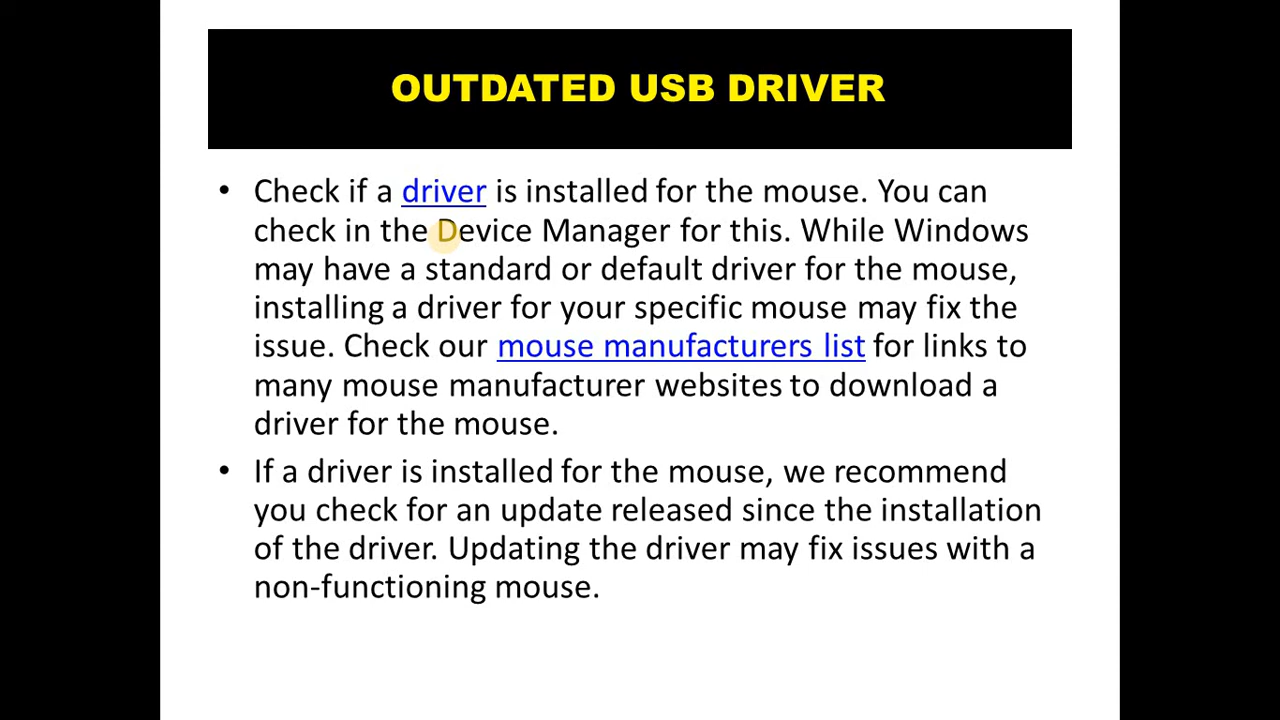 OUTDATED USB DRIVER
• Check if a driver is installed for the mouse. You can
check in the Device Manager for this. While Windows
may have a standard or default driver for the mouse,
installing a driver for your specific mouse may fix the
issue. Check our mouse manufacturers list for links to
many mouse manufacturer websites to download a
driver for the mouse.
• If a driver is installed for the mouse, we recommend
you check for an update released since the installation
of the driver. Updating the driver may fix issues with a
non-functioning mouse.